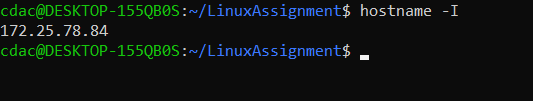 cdac@DESKTOP-155QB0S:~/LinuxAssignment$ hostname -I
172.25.78.84
cdac@DESKTOP-155QB0S:~/LinuxAssignment$